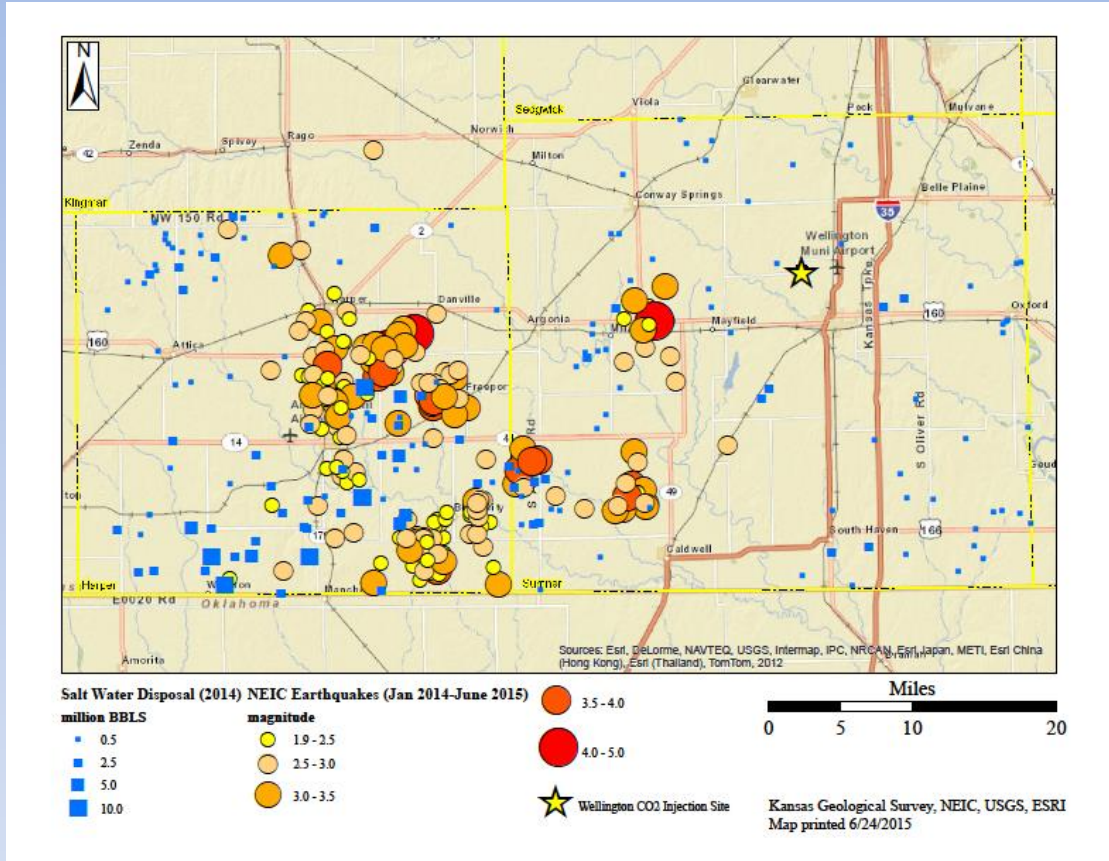 N
Clearwater
Viola
Peck
Mulvane
Sedgwick
Rago
Norwich
Zenda
Spivey
42
Milton
Conway Springs
Belle Plaine
Kingman
NW 150 Rd
35
2
Wellington
Muni Airport
Kansas Tpke
Danville
Argonia
Mayfield
160
Oxford
160
Attica
Freepor
14
S Oliver Rd
Rd
49
South Haven
166
Caldwell
Harper
Sumner
E0020 Rd
Oklahoma
Amorita
Sources: Esri, DeLorme, NAVTEQ, USGS, Intermap, IPC, NRCAN, Esri Japan, METI, Esri China
(Hong Kong), Esri (Thailand), TomTom, 2012
Salt Water Disposal (2014) NEIC Earthquakes (Jan 2014-June 2015)
million BBLS
magnitude
0.5
2.5
5.0
10.0
1.9 - 2.5
2.5 - 3.0
3.0 - 3.5
3.5 - 4.0
4.0 - 5.0
Wellington CO2 Injection Site
Miles
0 5 10 20
Kansas Geological Survey, NEIC, USGS, ESRI
Map printed 6/24/2015